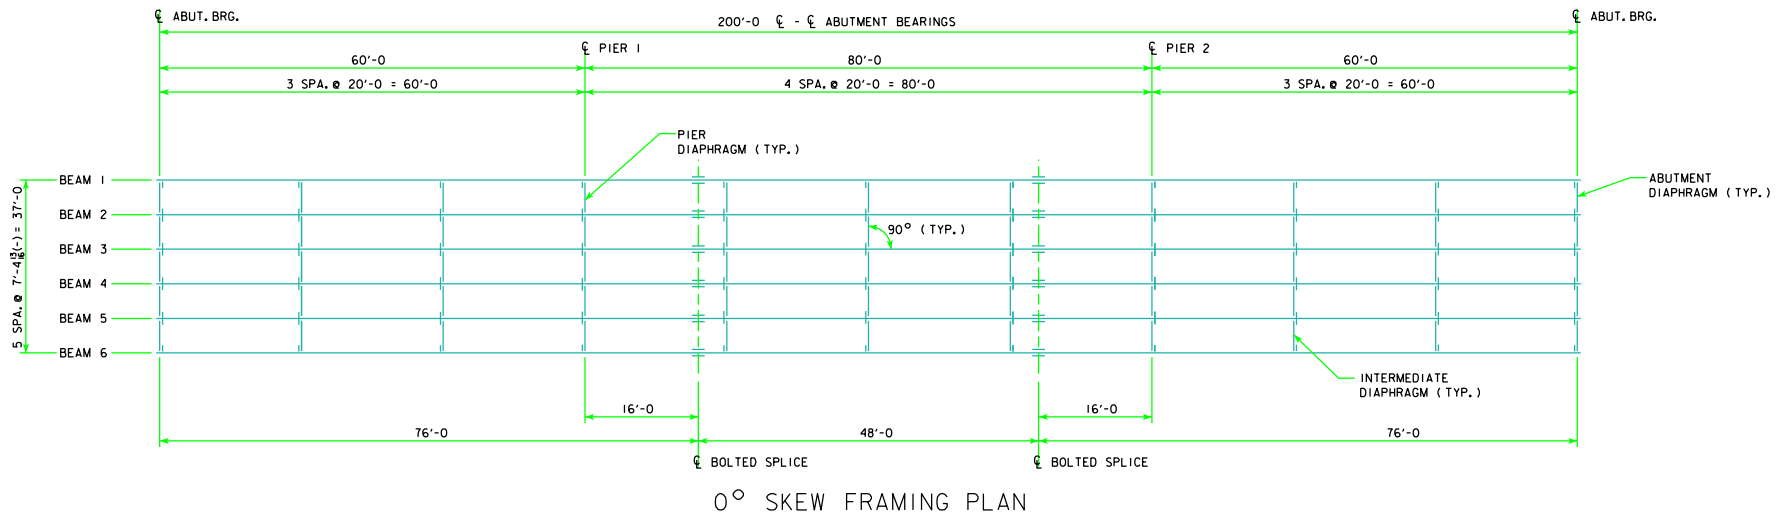 ℄ ABUT. BRG.
200'-0 ℄ - ℄ ABUTMENT BEARINGS
℄ ABUT. BRG.
℄ PIER 1
℄ PIER 2
60'-0
80'-0
60'-0
3 SPA. @ 20'-0 = 60'-0
4 SPA. @ 20'-0 = 80'-0
3 SPA. @ 20'-0 = 60'-0
PIER
DIAPHRAGM (TYP.)
ABUTMENT
DIAPHRAGM (TYP.)
BEAM 1
BEAM 2
BEAM 3
BEAM 4
BEAM 5
BEAM 6
5 SPA. @ 7'-4 13/16(-) = 37'-0
90° (TYP.)
INTERMEDIATE
DIAPHRAGM (TYP.)
16'-0
16'-0
76'-0
48'-0
76'-0
℄ BOLTED SPLICE
℄ BOLTED SPLICE
0° SKEW FRAMING PLAN